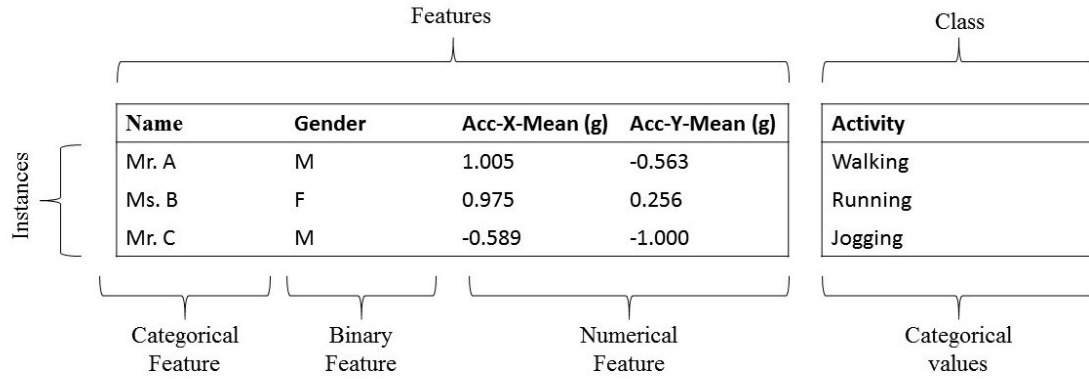 Features
Class
Name Gender Acc-X-Mean (g) Acc-Y-Mean (g) Activity
Mr. A M 1.005 -0.563 Walking
Ms. B F 0.975 0.256 Running
Mr. C M -0.589 -1.000 Jogging
Instances
Categorical Feature
Binary Feature
Numerical Feature
Categorical values